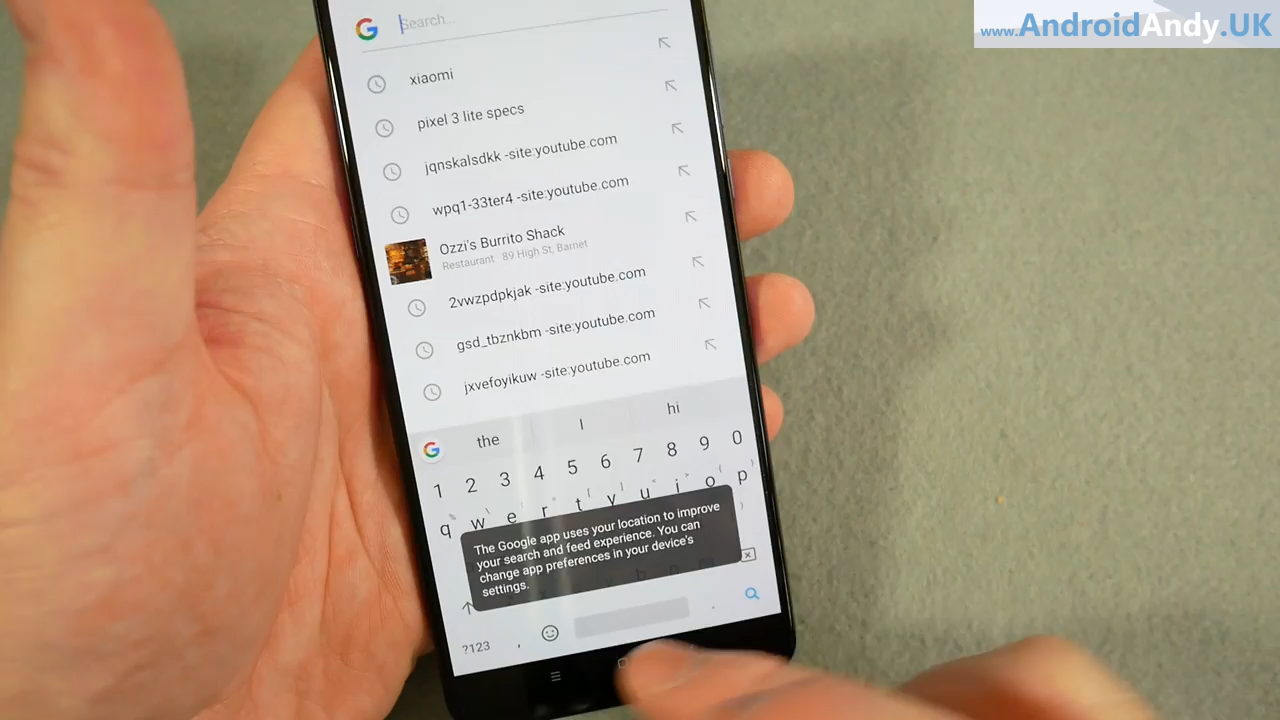 www.AndroidAndy.UK
Search...
xiaomi
pixel 3 lite specs
jqnskalsdkk -site:youtube.com
wpq1-33ter4 -site:youtube.com
Ozzi's Burrito Shack
Restaurant 89 High St, Barnet
2vwzpdpkjak -site:youtube.com
gsd_tbznkbm -site:youtube.com
jxvefoyikuw -site:youtube.com
the I hi
1 2 3 4 5 6 7 8 9 0
q w e r t y u i o p
The Google app uses your location to improve
your search and feed experience. You can
change app preferences in your device's
settings.
?123 , .